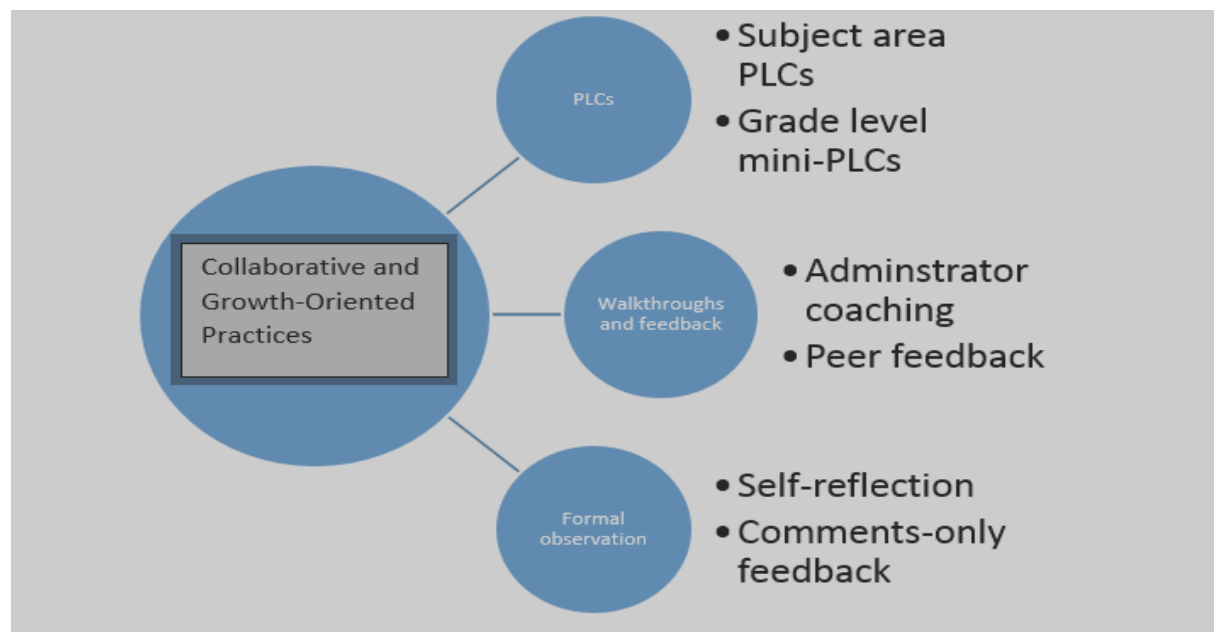 PLCs
• Subject area
PLCs
• Grade level
mini-PLCs
Collaborative and
Growth-Oriented
Practices
Walkthroughs
and feedback
• Adminstrator
coaching
• Peer feedback
Formal
observation
• Self-reflection
• Comments-only
feedback